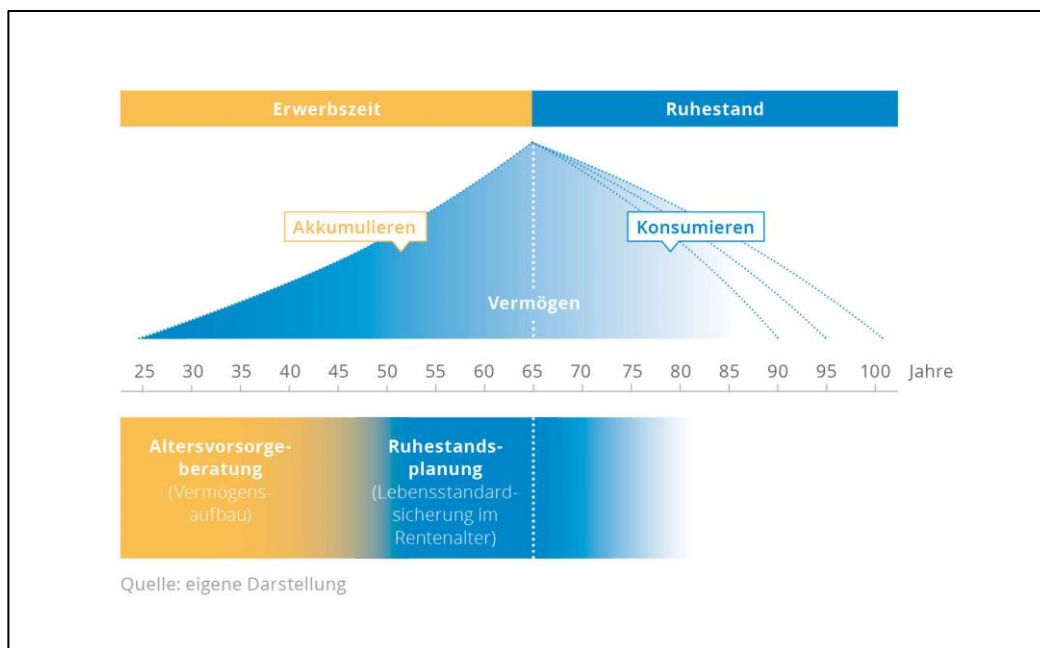 Erwerbszeit
Ruhestand
Akkumulieren
Konsumieren
Vermögen
25 30 35 40 45 50 55 60 65 70 75 80 85 90 95 100 Jahre
Altersvorsorge-
beratung
(Vermögens-
aufbau)
Ruhestands-
planung
(Lebensstandard-
sicherung im
Rentenalter)
Quelle: eigene Darstellung